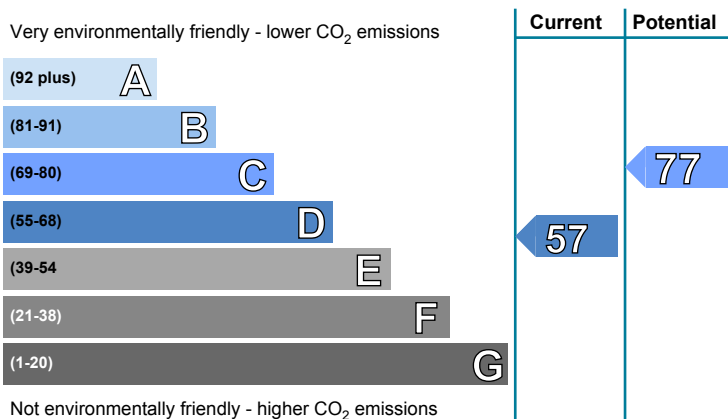 Current Potential
Very environmentally friendly - lower CO2 emissions
(92 plus) A
(81-91) B
(69-80) C
77
(55-68) D
57
(39-54 E
(21-38) F
(1-20) G
Not environmentally friendly - higher CO2 emissions